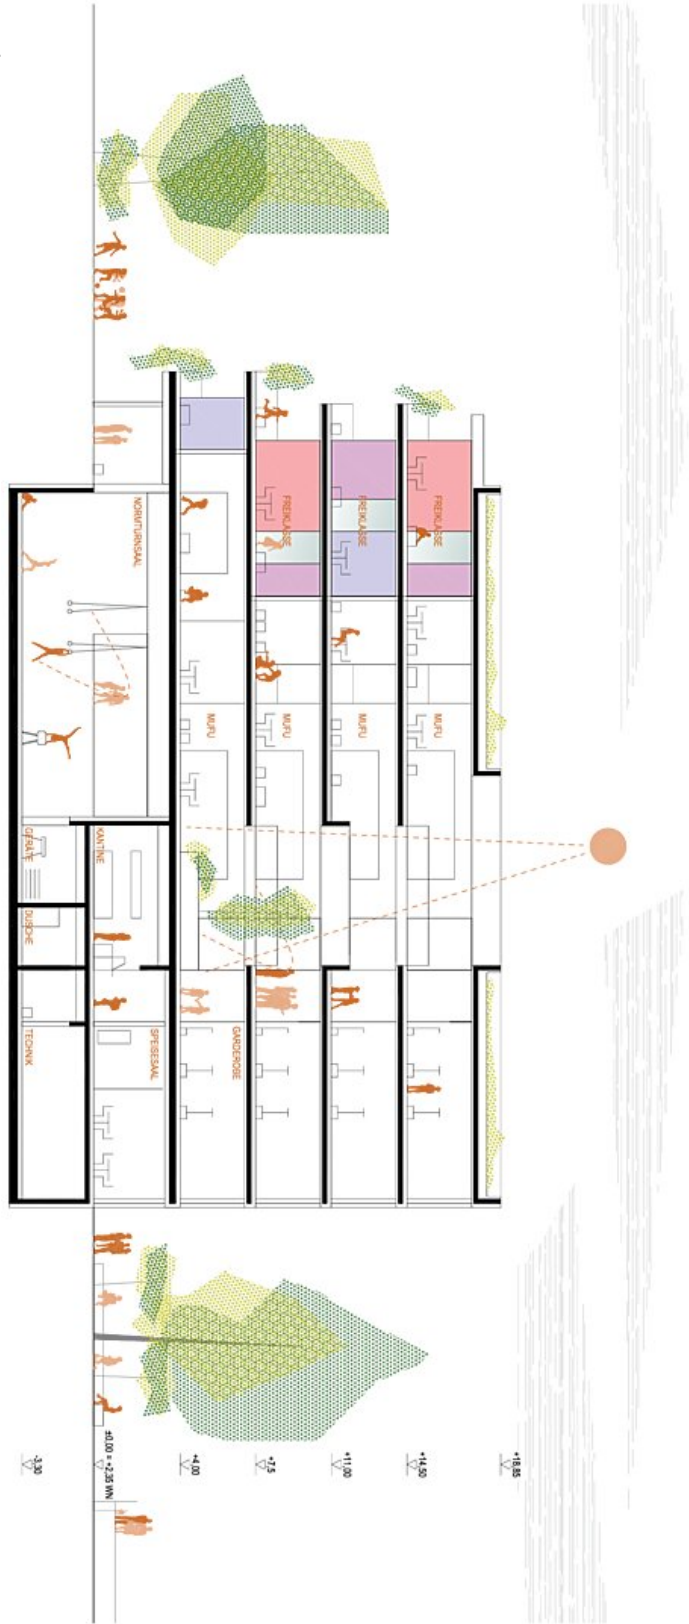 +18.85
FREIKLASSE
MUFU
+14.50
FREIKLASSE
MUFU
+11.00
FREIKLASSE
MUFU
+7.5
MUFU
GARDEROBE
+4.00
NORMTURNSAAL
KANTINE
SPEISESAAL
±0.00 = +2.35 WN
GERÄTE
DUSCHE
TECHNIK
-3.30